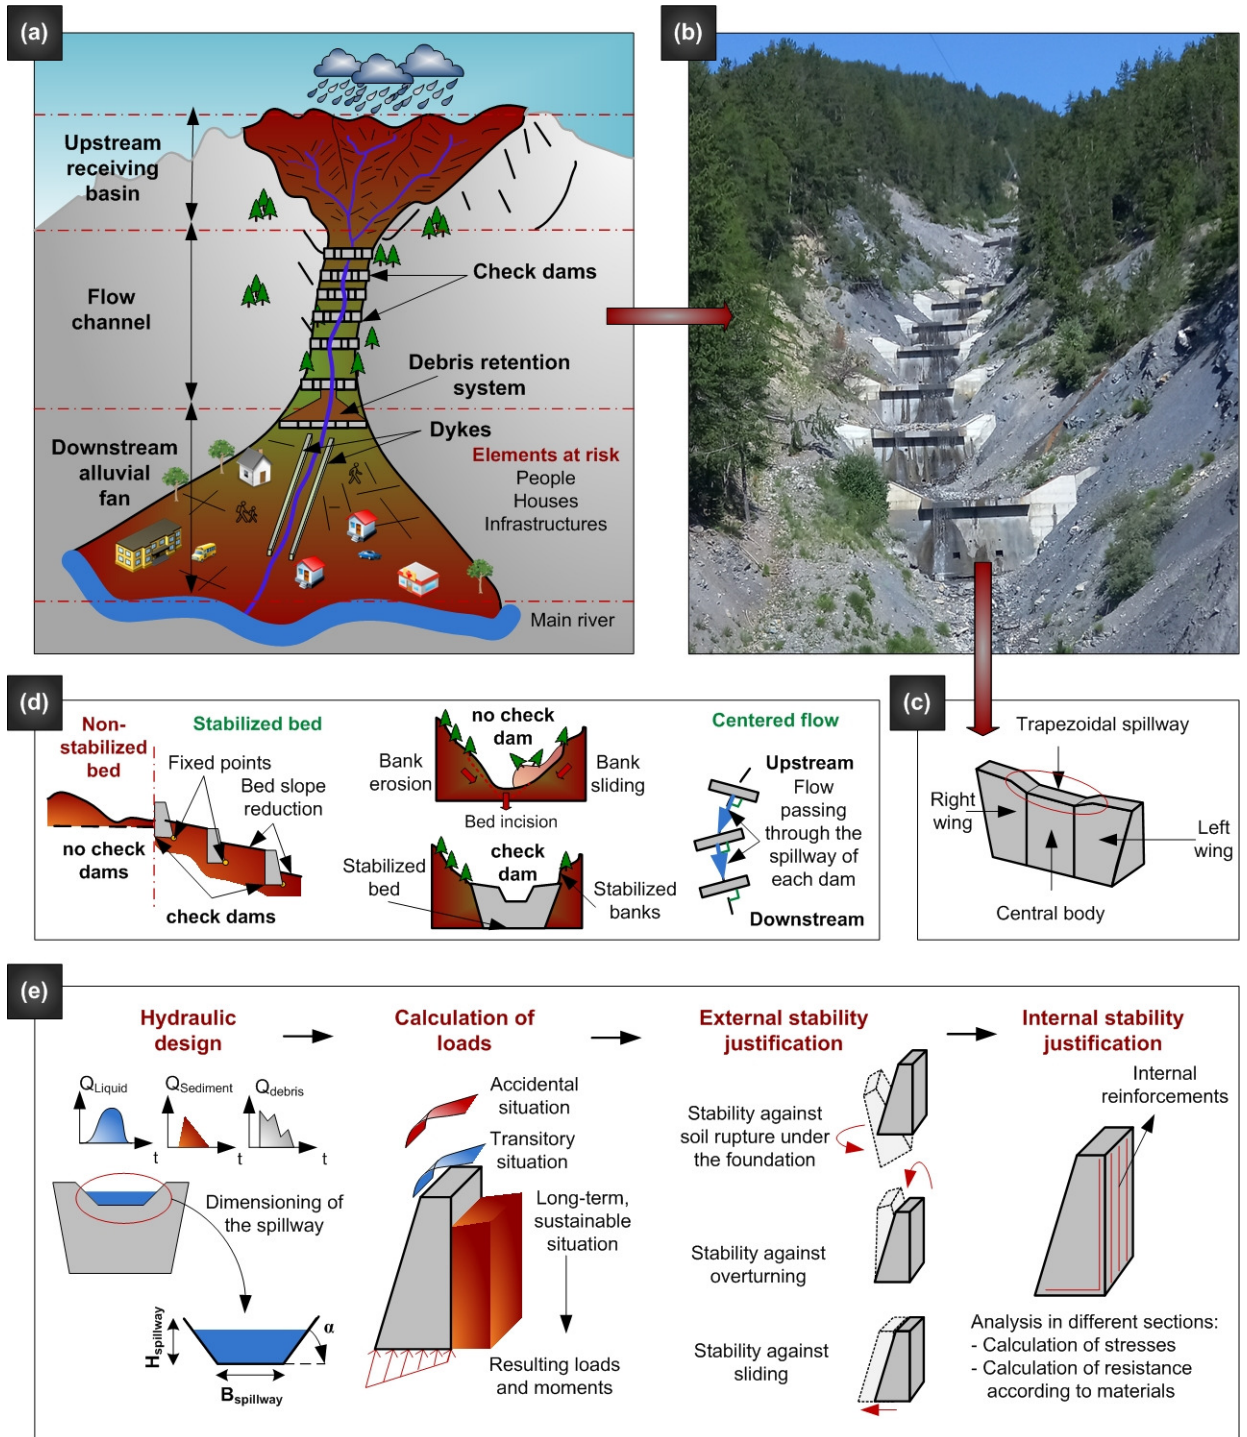 (a)
Upstream
receiving
basin
Flow
channel
Check dams
Debris retention
system
Downstream
alluvial
fan
Dykes
Elements at risk
People
Houses
Infrastructures
Main river
(b)
(c)
Trapezoidal spillway
Right
wing
Left
wing
Central body
(d)
Non-
stabilized
bed
Stabilized bed
Fixed points
Bed slope
reduction
no check
dams
check dams
no check
dam
Bank
erosion
Bank
sliding
Bed incision
check
dam
Stabilized
bed
Stabilized
banks
Centered flow
Upstream
Flow
passing
through the
spillway of
each dam
Downstream
(e)
Hydraulic
design
QLiquid
t
QSediment
t
Qdebris
t
Dimensioning of
the spillway
Hspillway
α
Bspillway
Calculation of
loads
Accidental
situation
Transitory
situation
Long-term,
sustainable
situation
Resulting loads
and moments
External stability
justification
Stability against
soil rupture under
the foundation
Stability against
overturning
Stability against
sliding
Internal stability
justification
Internal
reinforcements
Analysis in different sections:
- Calculation of stresses
- Calculation of resistance
according to materials